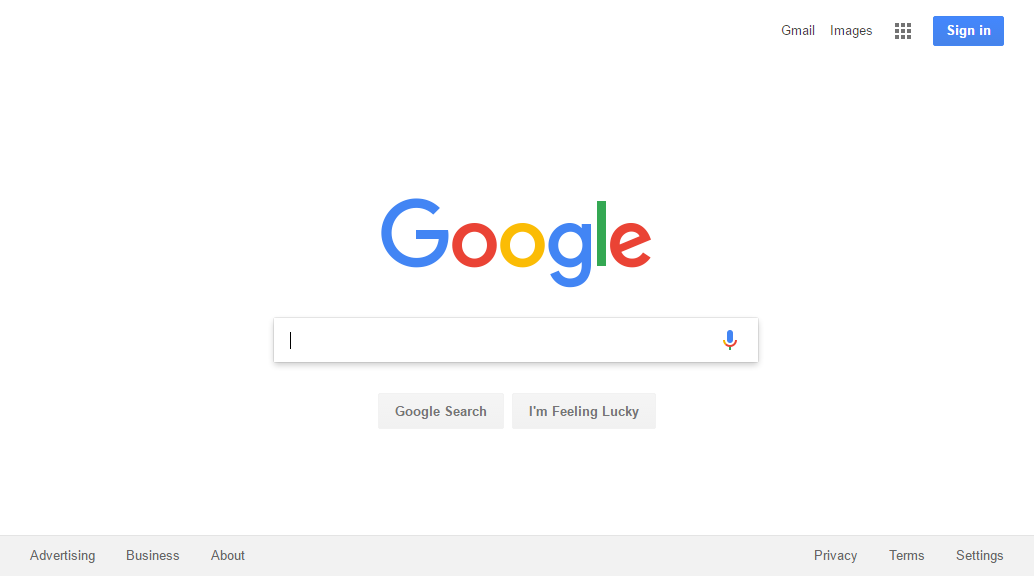 Gmail Images Sign in
Google
Google Search I'm Feeling Lucky
Advertising Business About Privacy Terms Settings